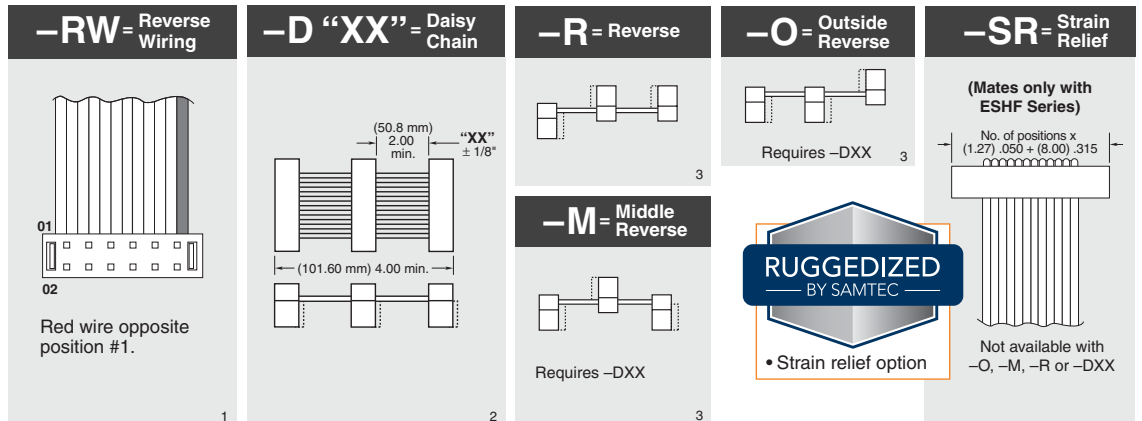 –RW= Reverse Wiring
01
02
Red wire opposite
position #1.
1
–D “XX”= Daisy Chain
(50.8 mm)
2.00
min.
“XX”
± 1/8"
(101.60 mm) 4.00 min.
2
–R= Reverse
3
–M= Middle Reverse
Requires –DXX
3
–O= Outside Reverse
Requires –DXX
3
RUGGEDIZED
BY SAMTEC
• Strain relief option
–SR= Strain Relief
(Mates only with
ESHF Series)
No. of positions x
(1.27) .050 + (8.00) .315
Not available with
–O, –M, –R or –DXX